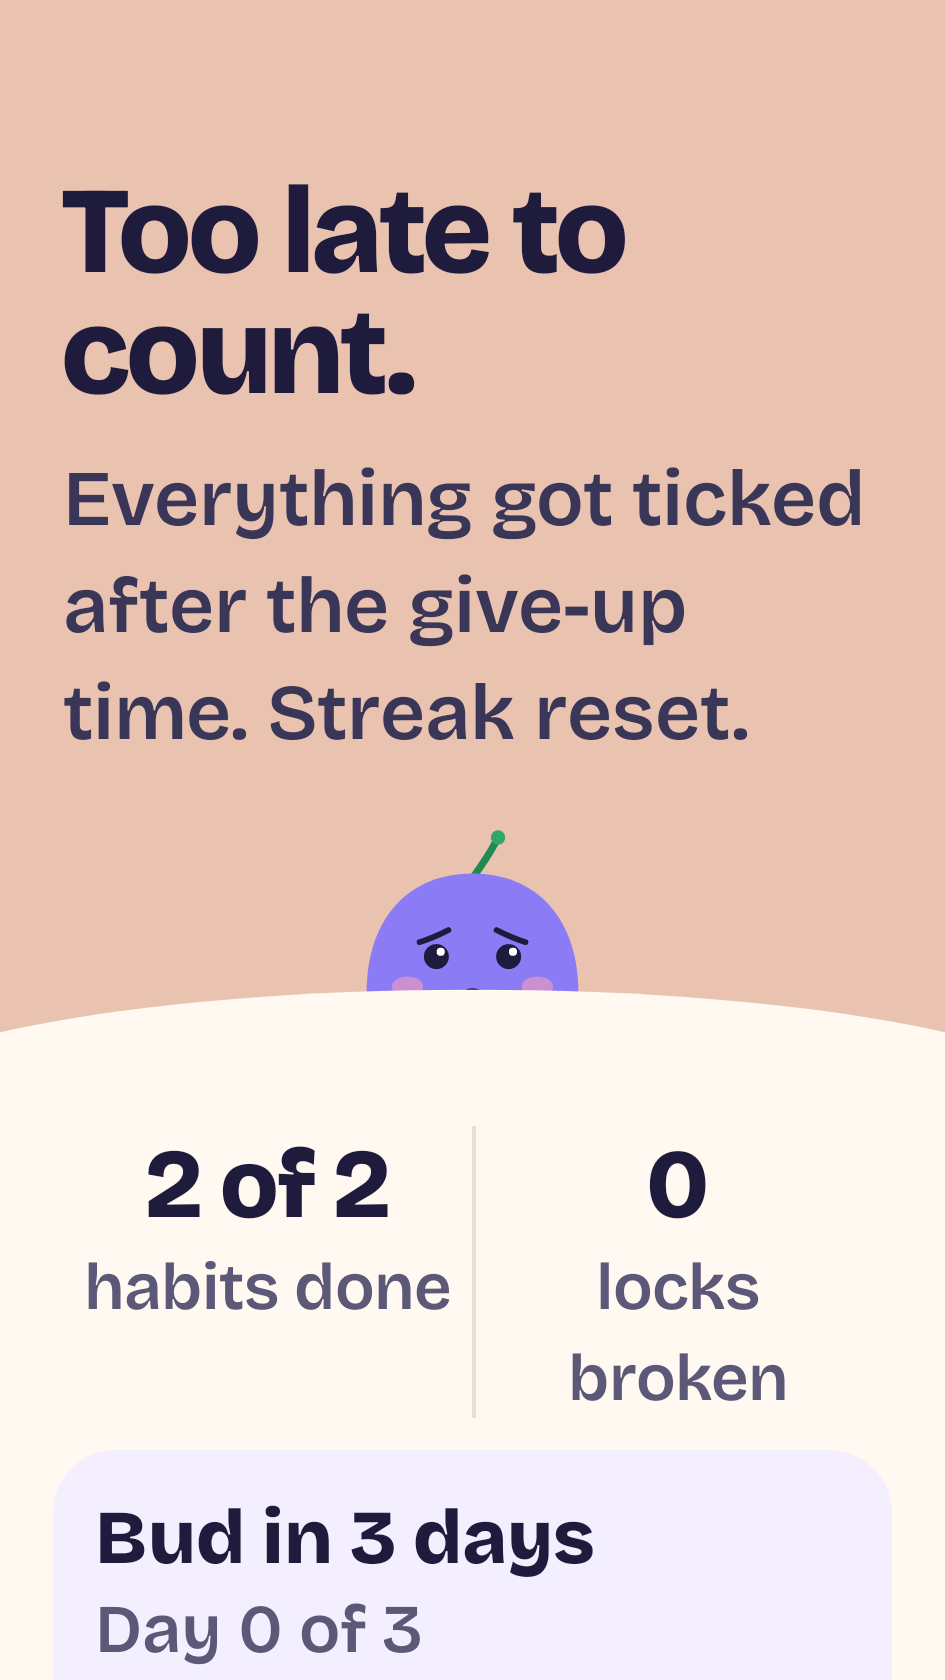 Too late to
count.
Everything got ticked
after the give-up
time. Streak reset.
2 of 2
habits done
0
locks
broken
Bud in 3 days
Day 0 of 3